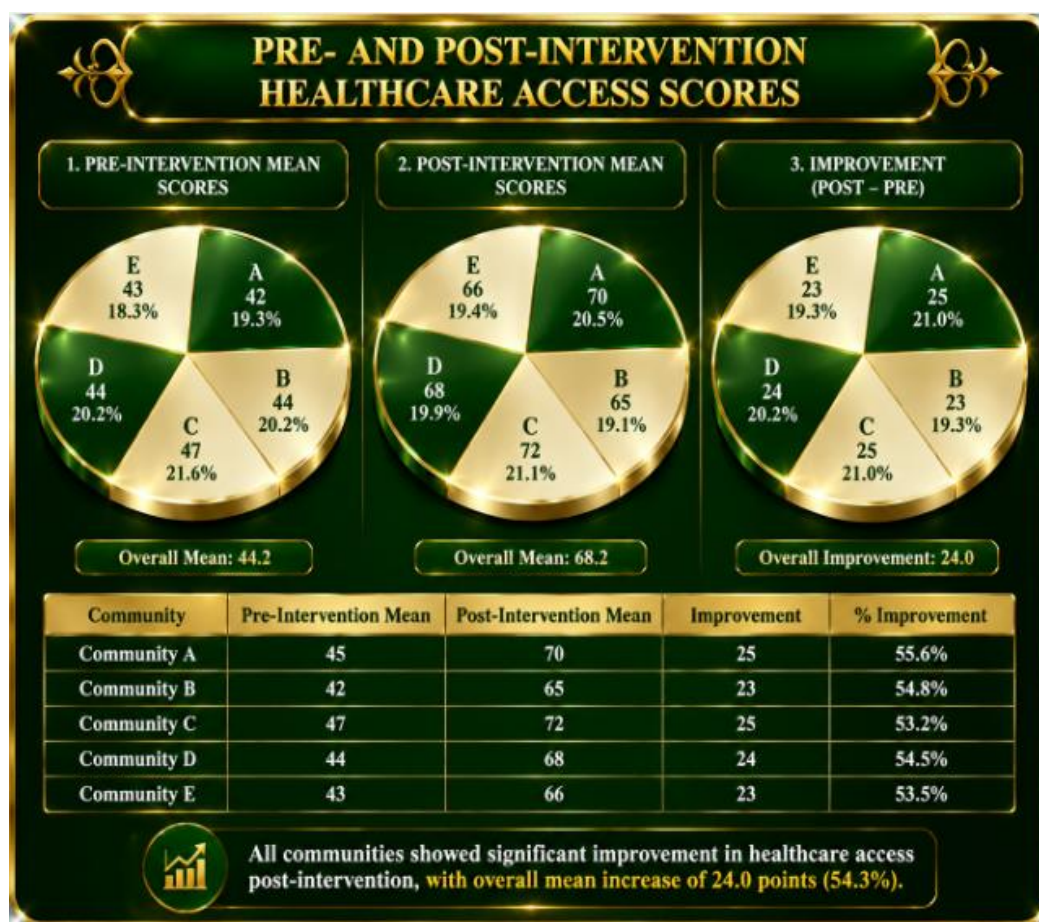 PRE- AND POST-INTERVENTION
HEALTHCARE ACCESS SCORES
1. PRE-INTERVENTION MEAN
SCORES
E
43
18.3%
A
42
19.3%
D
44
20.2%
B
44
20.2%
C
47
21.6%
Overall Mean: 44.2
2. POST-INTERVENTION MEAN
SCORES
E
66
19.4%
A
70
20.5%
D
68
19.9%
B
65
19.1%
C
72
21.1%
Overall Mean: 68.2
3. IMPROVEMENT
(POST – PRE)
E
23
19.3%
A
25
21.0%
D
24
20.2%
B
23
19.3%
C
25
21.0%
Overall Improvement: 24.0
Community Pre-Intervention Mean Post-Intervention Mean Improvement % Improvement
Community A 45 70 25 55.6%
Community B 42 65 23 54.8%
Community C 47 72 25 53.2%
Community D 44 68 24 54.5%
Community E 43 66 23 53.5%
All communities showed significant improvement in healthcare access
post-intervention, with overall mean increase of 24.0 points (54.3%).